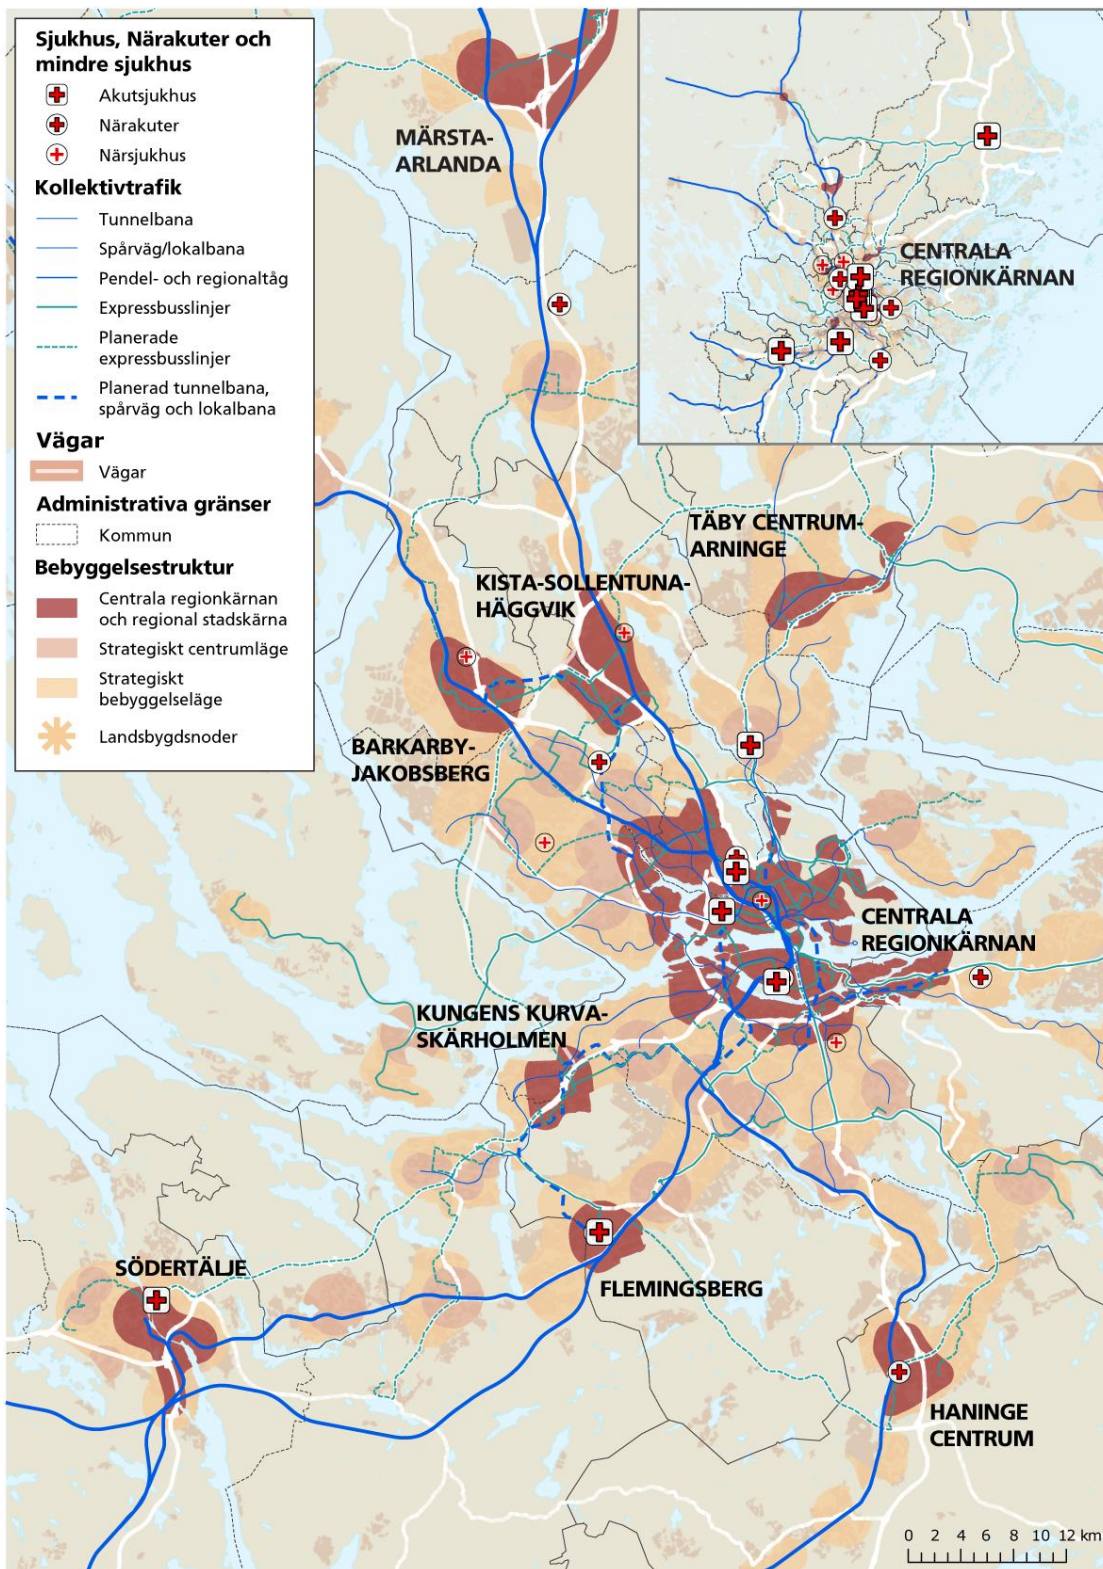 Sjukhus, Närakuter och
mindre sjukhus
Akutsjukhus
Närakuter
Närsjukhus
Kollektivtrafik
Tunnelbana
Spårväg/lokalbana
Pendel- och regionaltåg
Expressbusslinjer
Planerade
expressbusslinjer
Planerad tunnelbana,
spårväg och lokalbana
Vägar
Vägar
Administrativa gränser
Kommun
Bebyggelsestruktur
Centrala regionkärnan
och regional stadskärna
Strategiskt centrumläge
Strategiskt
bebyggelseläge
Landsbygdsnoder
MÄRSTA-
ARLANDA
CENTRALA
REGIONKÄRNAN
TÄBY CENTRUM-
ARNINGE
KISTA-SOLLENTUNA-
HÄGGVIK
BARKARBY-
JAKOBSBERG
CENTRALA
REGIONKÄRNAN
KUNGENS KURVA-
SKÄRHOLMEN
SÖDERTÄLJE
FLEMINGSBERG
HANINGE
CENTRUM
0 2 4 6 8 10 12 km